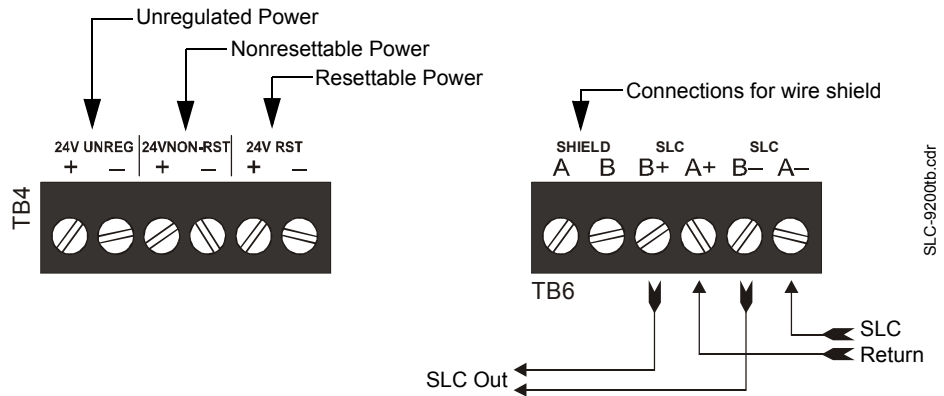 Unregulated Power
Nonresettable Power
Resettable Power
Connections for wire shield
24V UNREG 24VNON-RST 24V RST
+ – + – + –
TB4
SHIELD SLC SLC
A B B+ A+ B– A–
TB6
SLC Out
SLC
Return
SLC-9200tb.cdr